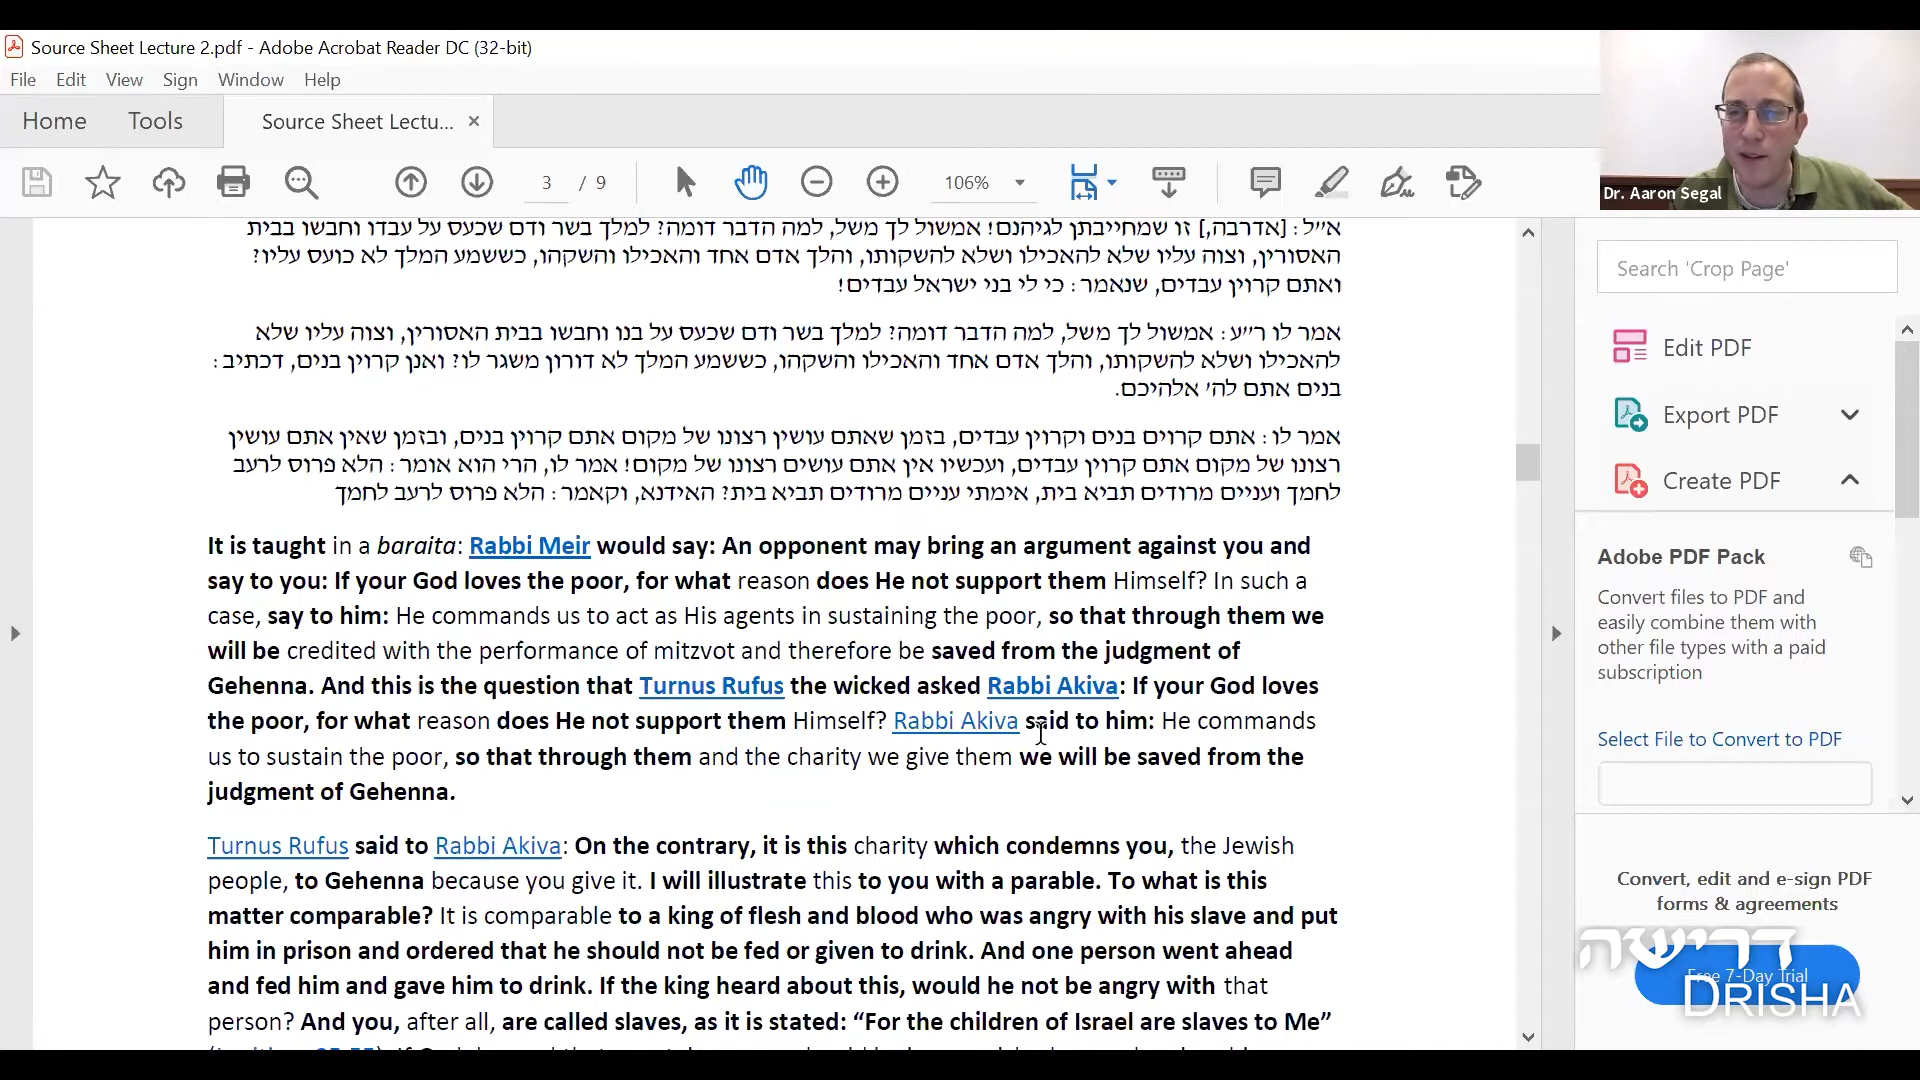 Source Sheet Lecture 2.pdf - Adobe Acrobat Reader DC (32-bit)
File Edit View Sign Window Help
Home Tools Source Sheet Lectu... ×
3 / 9 106%
Dr. Aaron Segal
א״ל: [אדרבה,] זו שמחייבתן לגיהנם! אמשול לך משל, למה הדבר דומה? למלך בשר ודם שכעס על עבדו וחבשו בבית
האסורין, וצוה עליו שלא להאכילו ושלא להשקותו, והלך אדם אחד והאכילו והשקהו, כששמע המלך לא כועס עליו?
ואתם קרוין עבדים, שנאמר: כי לי בני ישראל עבדים!
אמר לו ר״ע: אמשול לך משל, למה הדבר דומה? למלך בשר ודם שכעס על בנו וחבשו בבית האסורין, וצוה עליו שלא
להאכילו ושלא להשקותו, והלך אדם אחד והאכילו והשקהו, כששמע המלך לא דורון משגר לו? ואנן קרוין בנים, דכתיב:
בנים אתם לה׳ אלהיכם.
אמר לו: אתם קרוים בנים וקרוין עבדים, בזמן שאתם עושין רצונו של מקום אתם קרוין בנים, ובזמן שאין אתם עושין
רצונו של מקום אתם קרוין עבדים, ועכשיו אין אתם עושים רצונו של מקום! אמר לו, הרי הוא אומר: הלא פרוס לרעב
לחמך ועניים מרודים תביא בית, אימתי עניים מרודים תביא בית? האידנא, וקאמר: הלא פרוס לרעב לחמך
It is taught in a baraita: Rabbi Meir would say: An opponent may bring an argument against you and
say to you: If your God loves the poor, for what reason does He not support them Himself? In such a
case, say to him: He commands us to act as His agents in sustaining the poor, so that through them we
will be credited with the performance of mitzvot and therefore be saved from the judgment of
Gehenna. And this is the question that Turnus Rufus the wicked asked Rabbi Akiva: If your God loves
the poor, for what reason does He not support them Himself? Rabbi Akiva said to him: He commands
us to sustain the poor, so that through them and the charity we give them we will be saved from the
judgment of Gehenna.
Turnus Rufus said to Rabbi Akiva: On the contrary, it is this charity which condemns you, the Jewish
people, to Gehenna because you give it. I will illustrate this to you with a parable. To what is this
matter comparable? It is comparable to a king of flesh and blood who was angry with his slave and put
him in prison and ordered that he should not be fed or given to drink. And one person went ahead
and fed him and gave him to drink. If the king heard about this, would he not be angry with that
person? And you, after all, are called slaves, as it is stated: “For the children of Israel are slaves to Me”
Search 'Crop Page'
Edit PDF
Export PDF
Create PDF
Adobe PDF Pack
Convert files to PDF and
easily combine them with
other file types with a paid
subscription
Select File to Convert to PDF
Convert, edit and e-sign PDF
forms & agreements
Free 7-Day Trial
דרישה
DRISHA